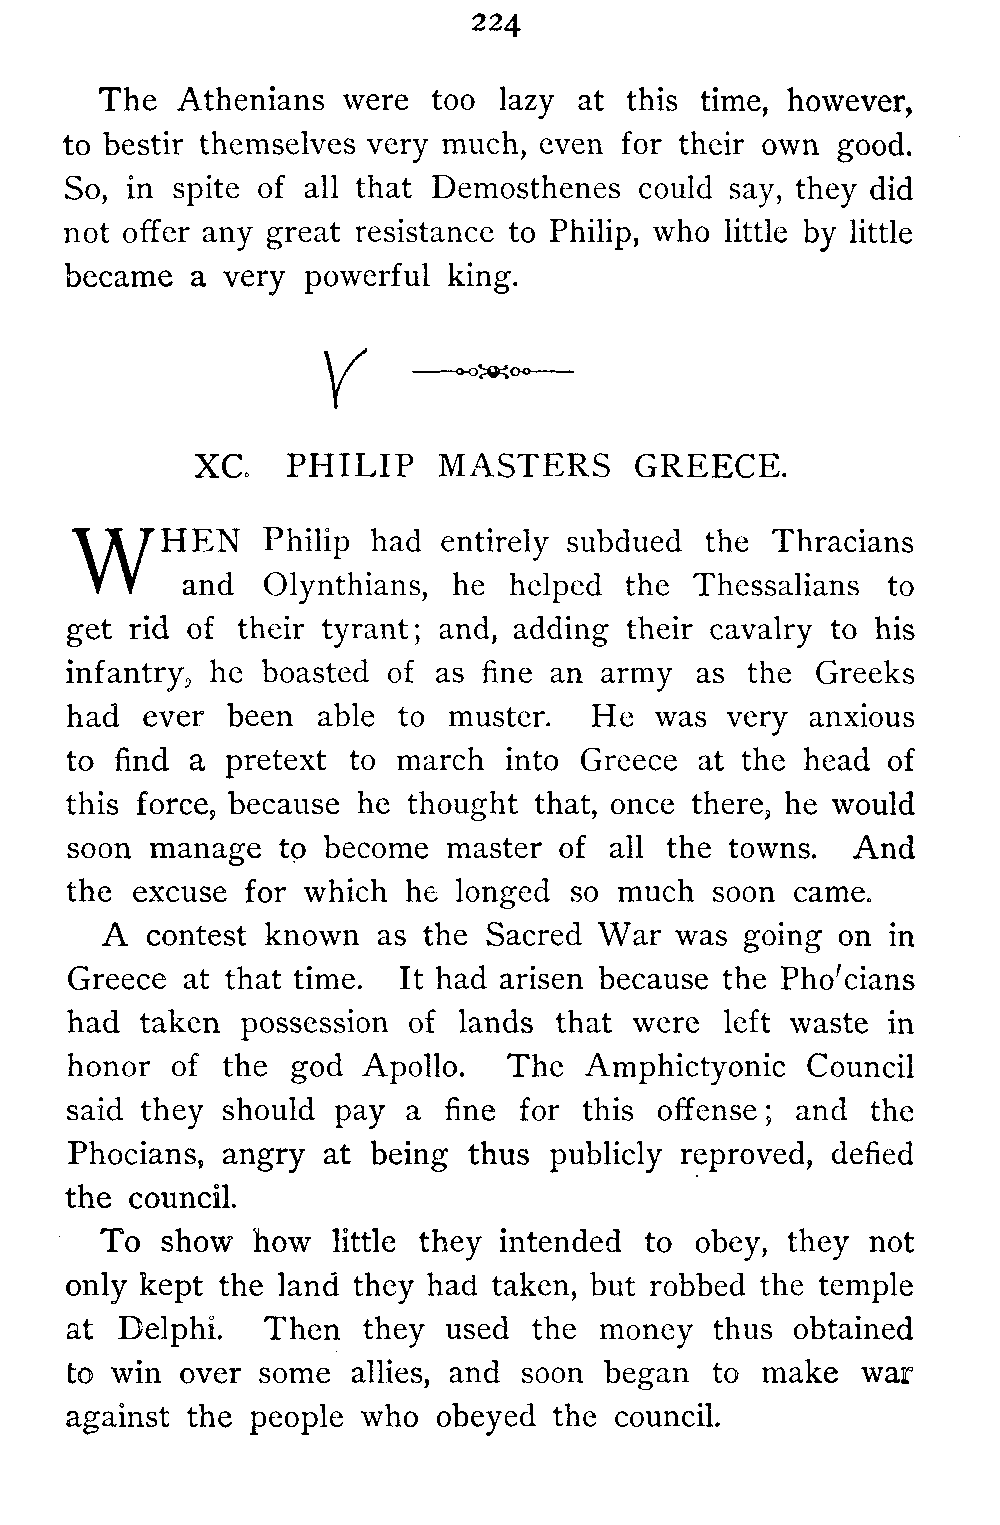 224
The Athenians were too lazy at this time, however,
to bestir themselves very much, even for their own good.
So, in spite of all that Demosthenes could say, they did
not offer any great resistance to Philip, who little by little
became a very powerful king.
V
XC. PHILIP MASTERS GREECE.
WHEN Philip had entirely subdued the Thracians
and Olynthians, he helped the Thessalians to
get rid of their tyrant; and, adding their cavalry to his
infantry, he boasted of as fine an army as the Greeks
had ever been able to muster. He was very anxious
to find a pretext to march into Greece at the head of
this force, because he thought that, once there, he would
soon manage to become master of all the towns. And
the excuse for which he longed so much soon came.
A contest known as the Sacred War was going on in
Greece at that time. It had arisen because the Pho'cians
had taken possession of lands that were left waste in
honor of the god Apollo. The Amphictyonic Council
said they should pay a fine for this offense; and the
Phocians, angry at being thus publicly reproved, defied
the council.
To show how little they intended to obey, they not
only kept the land they had taken, but robbed the temple
at Delphi. Then they used the money thus obtained
to win over some allies, and soon began to make war
against the people who obeyed the council.